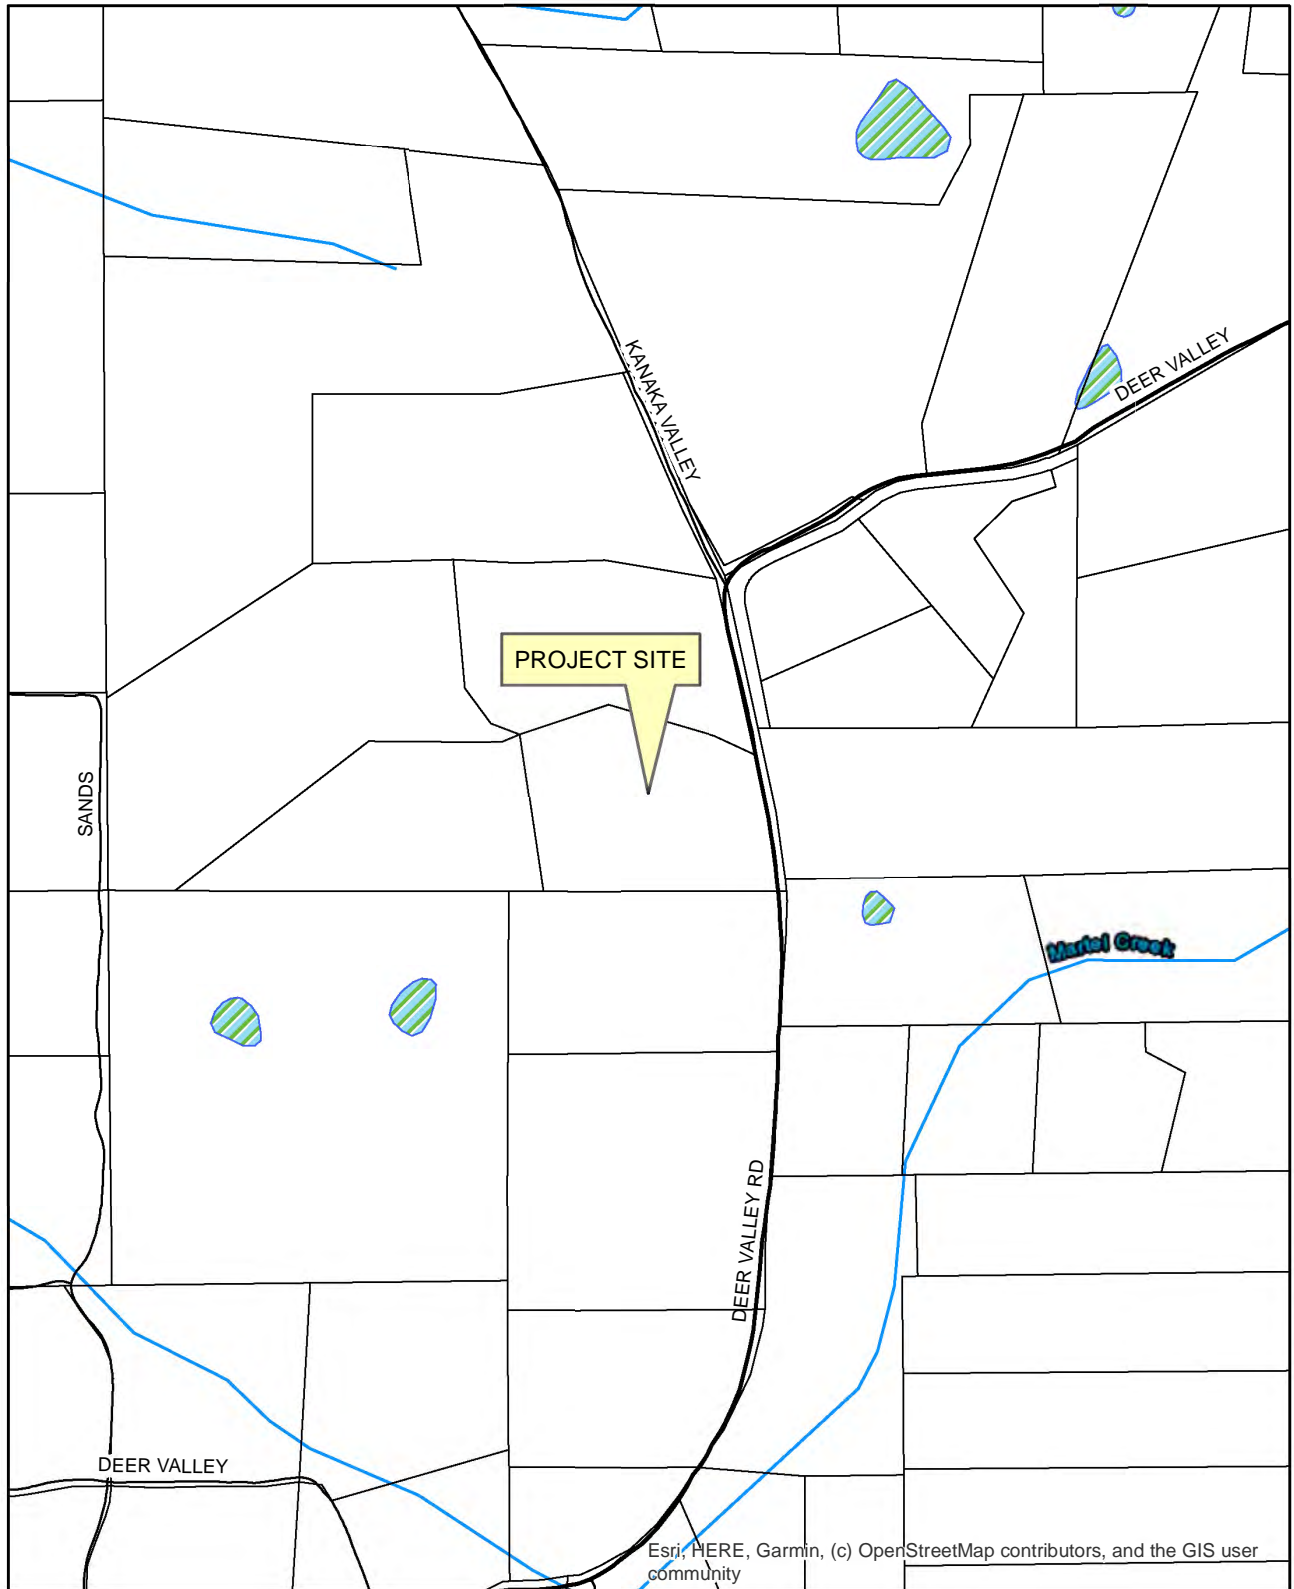 KANAKA VALLEY
DEER VALLEY
PROJECT SITE
SANDS
Martel Creek
DEER VALLEY RD
DEER VALLEY
Esri, HERE, Garmin, (c) OpenStreetMap contributors, and the GIS user
community